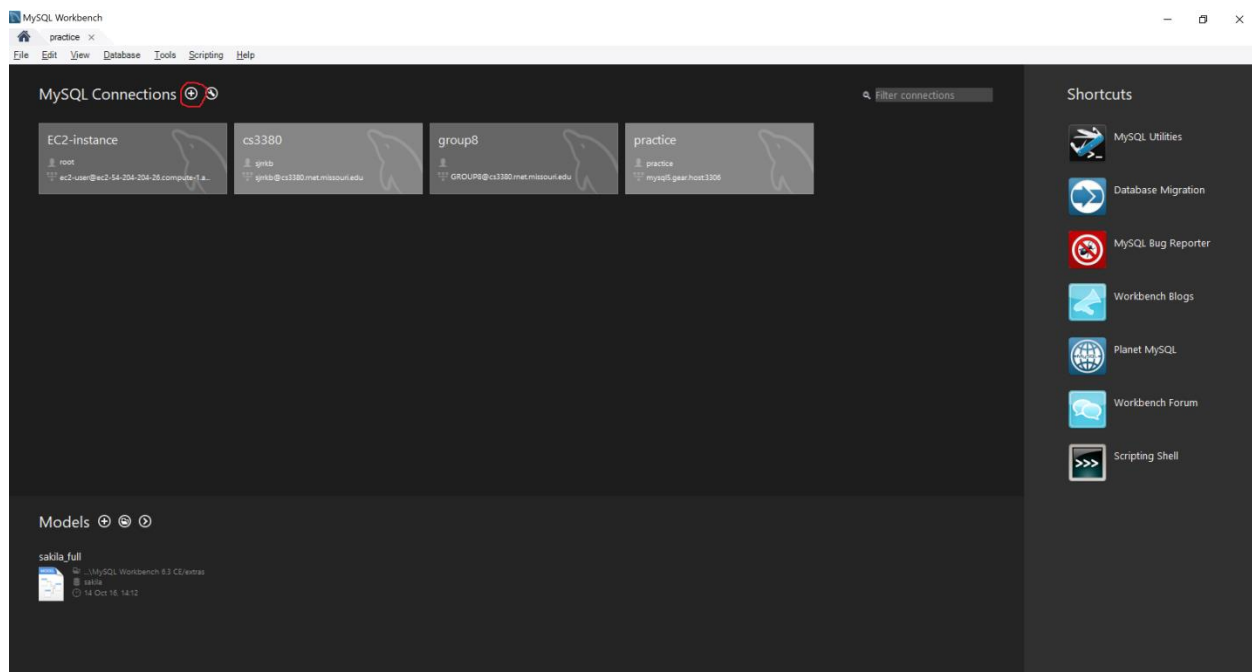 MySQL Workbench
practice ×
File Edit View Database Tools Scripting Help
MySQL Connections
Filter connections
Shortcuts
EC2-instance
root
ec2-user@ec2-54-204-204-26.compute-1.a...
cs3380
sjrrkb
sjrrkb@cs3380.rnet.missouri.edu
group8
GROUP8@cs3380.rnet.missouri.edu
practice
practice
mysql5.gear.host:3306
MySQL Utilities
Database Migration
MySQL Bug Reporter
Workbench Blogs
Planet MySQL
Workbench Forum
Scripting Shell
Models
sakila_full
...\MySQL Workbench 6.3 CE/extras
sakila
14 Oct 16, 14:12